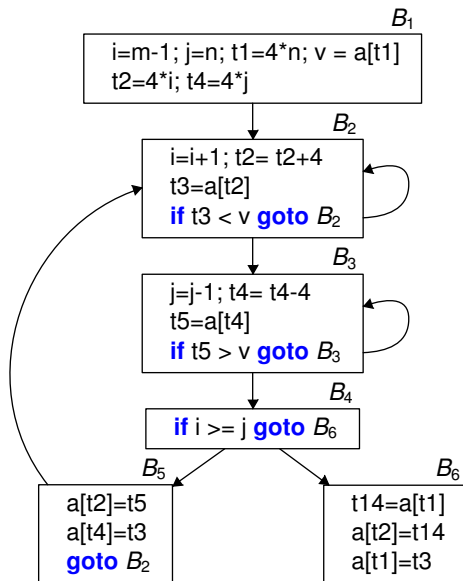 B1
i=m-1; j=n; t1=4*n; v = a[t1]
t2=4*i; t4=4*j
B2
i=i+1; t2= t2+4
t3=a[t2]
if t3 < v goto B2
B3
j=j-1; t4= t4-4
t5=a[t4]
if t5 > v goto B3
B4
if i >= j goto B6
B5
a[t2]=t5
a[t4]=t3
goto B2
B6
t14=a[t1]
a[t2]=t14
a[t1]=t3